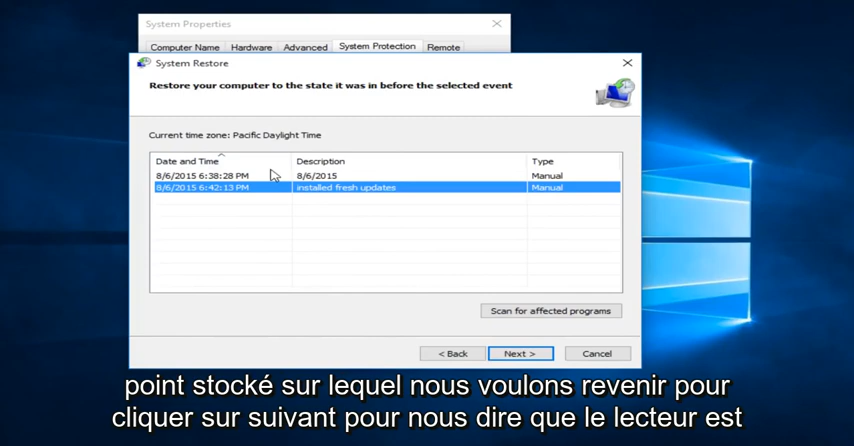 System Properties
Computer Name Hardware Advanced System Protection Remote
System Restore
Restore your computer to the state it was in before the selected event
Current time zone: Pacific Daylight Time
Date and Time Description Type
8/6/2015 6:38:28 PM 8/6/2015 Manual
8/6/2015 6:42:13 PM installed fresh updates Manual
Scan for affected programs
< Back Next > Cancel
point stocké sur lequel nous voulons revenir pour
cliquer sur suivant pour nous dire que le lecteur est